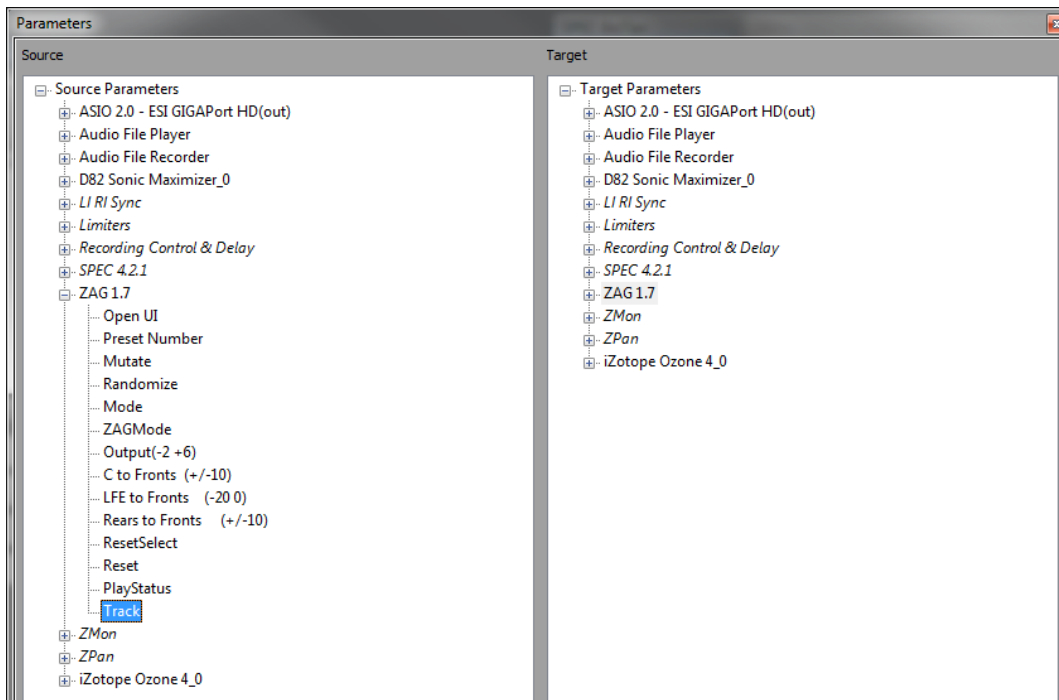 Parameters
Source
Source Parameters
ASIO 2.0 - ESI GIGAPort HD(out)
Audio File Player
Audio File Recorder
D82 Sonic Maximizer_0
LI RI Sync
Limiters
Recording Control & Delay
SPEC 4.2.1
ZAG 1.7
Open UI
Preset Number
Mutate
Randomize
Mode
ZAGMode
Output(-2 +6)
C to Fronts (+/-10)
LFE to Fronts (-20 0)
Rears to Fronts (+/-10)
ResetSelect
Reset
PlayStatus
Track
ZMon
ZPan
iZotope Ozone 4_0
Target
Target Parameters
ASIO 2.0 - ESI GIGAPort HD(out)
Audio File Player
Audio File Recorder
D82 Sonic Maximizer_0
LI RI Sync
Limiters
Recording Control & Delay
SPEC 4.2.1
ZAG 1.7
ZMon
ZPan
iZotope Ozone 4_0